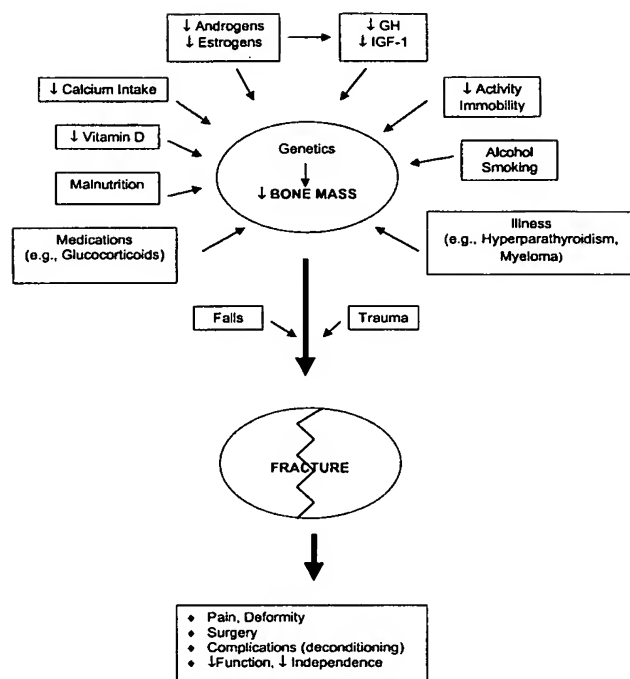 ↓ Androgens
↓ Estrogens
↓ GH
↓ IGF-1
↓ Calcium Intake
↓ Activity
Immobility
↓ Vitamin D
Genetics
Alcohol
Smoking
Malnutrition
↓ BONE MASS
Medications
(e.g., Glucocorticoids)
Illness
(e.g., Hyperparathyroidism,
Myeloma)
Falls
Trauma
FRACTURE
♦ Pain, Deformity
♦ Surgery
♦ Complications (deconditioning)
♦ ↓Function, ↓ Independence